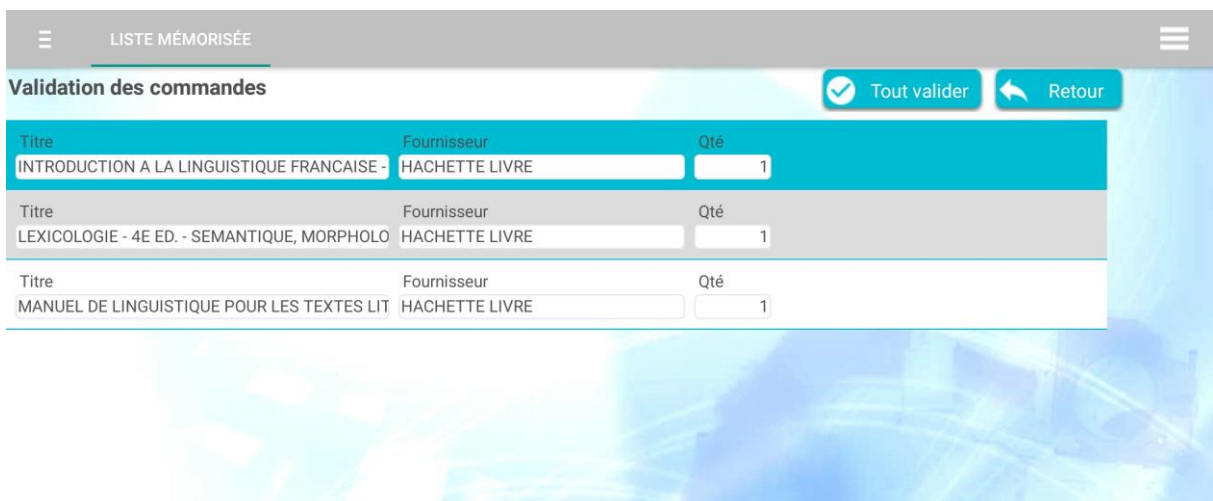 LISTE MÉMORISÉE
Validation des commandes Tout valider Retour
Titre Fournisseur Qté
INTRODUCTION A LA LINGUISTIQUE FRANCAISE - HACHETTE LIVRE 1
Titre Fournisseur Qté
LEXICOLOGIE - 4E ED. - SEMANTIQUE, MORPHOLO HACHETTE LIVRE 1
Titre Fournisseur Qté
MANUEL DE LINGUISTIQUE POUR LES TEXTES LIT HACHETTE LIVRE 1